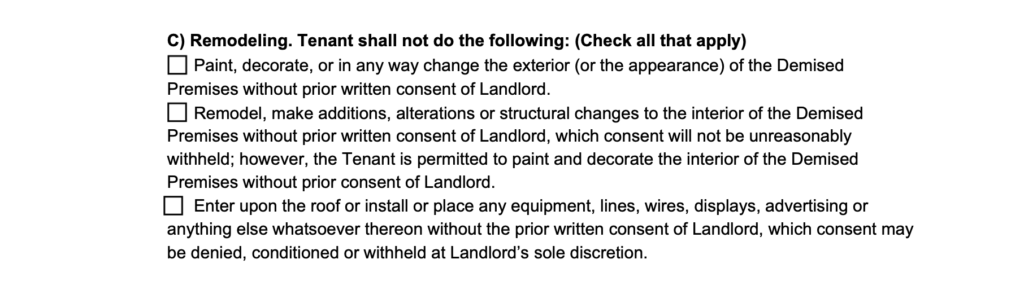 C) Remodeling. Tenant shall not do the following: (Check all that apply)
☐ Paint, decorate, or in any way change the exterior (or the appearance) of the Demised
Premises without prior written consent of Landlord.
☐ Remodel, make additions, alterations or structural changes to the interior of the Demised
Premises without prior written consent of Landlord, which consent will not be unreasonably
withheld; however, the Tenant is permitted to paint and decorate the interior of the Demised
Premises without prior consent of Landlord.
☐ Enter upon the roof or install or place any equipment, lines, wires, displays, advertising or
anything else whatsoever thereon without the prior written consent of Landlord, which consent may
be denied, conditioned or withheld at Landlord’s sole discretion.